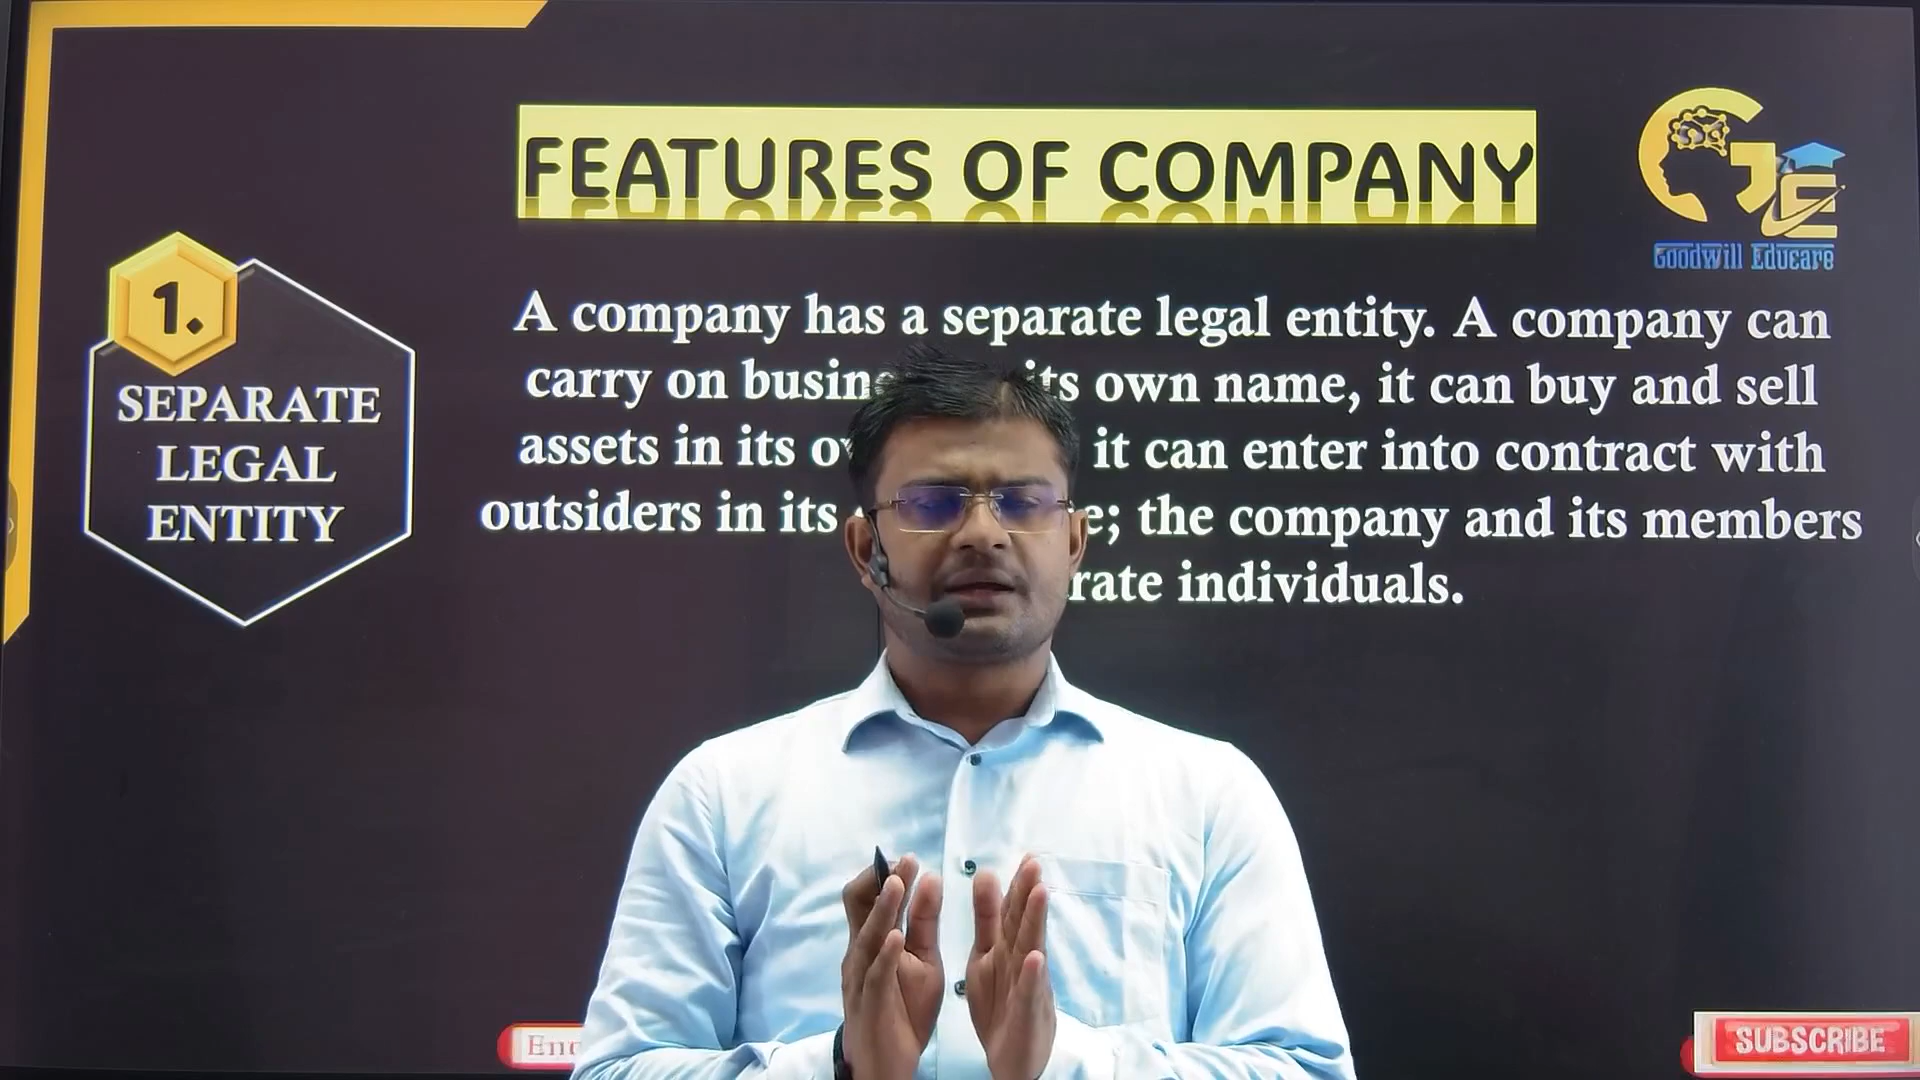 FEATURES OF COMPANY
GE
Goodwill Educare
1.
SEPARATE
LEGAL
ENTITY
A company has a separate legal entity. A company can
carry on its own name, it can buy and sell
assets in its it can enter into contract with
outsiders in its the company and its members
individuals.
SUBSCRIBE